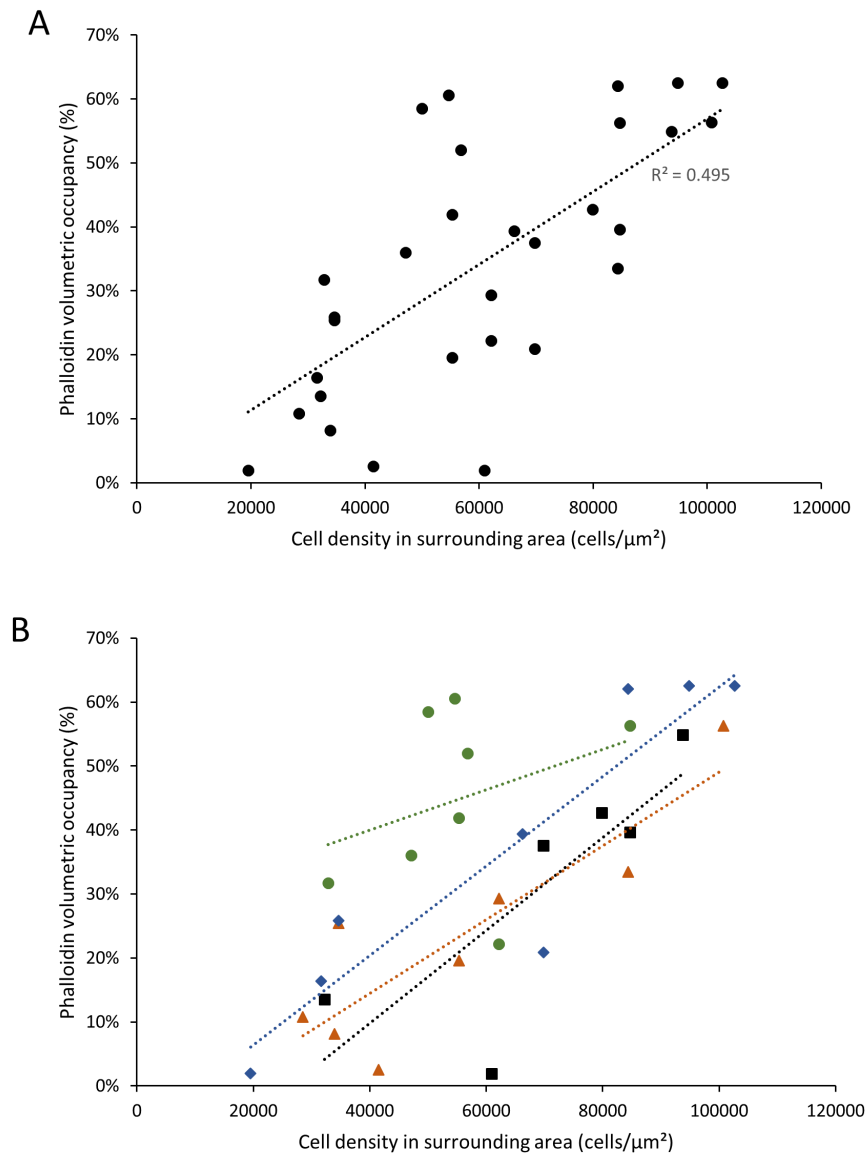 A
70%
60%
50%
40%
30%
20%
10%
0%
Phalloidin volumetric occupancy (%)
R² = 0.495
0 20000 40000 60000 80000 100000 120000
Cell density in surrounding area (cells/µm²)
B
70%
60%
50%
40%
30%
20%
10%
0%
Phalloidin volumetric occupancy (%)
0 20000 40000 60000 80000 100000 120000
Cell density in surrounding area (cells/µm²)